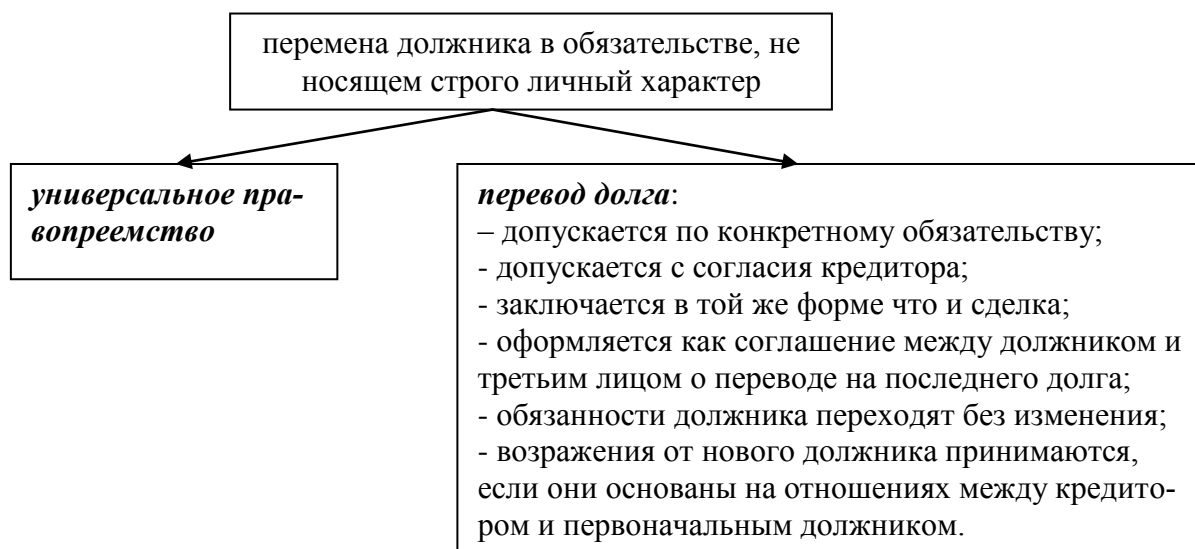 перемена должника в обязательстве, не
носящем строго личный характер
универсальное пра-
вопреемство
перевод долга:
– допускается по конкретному обязательству;
- допускается с согласия кредитора;
- заключается в той же форме что и сделка;
- оформляется как соглашение между должником и
третьим лицом о переводе на последнего долга;
- обязанности должника переходят без изменения;
- возражения от нового должника принимаются,
если они основаны на отношениях между кредито-
ром и первоначальным должником.